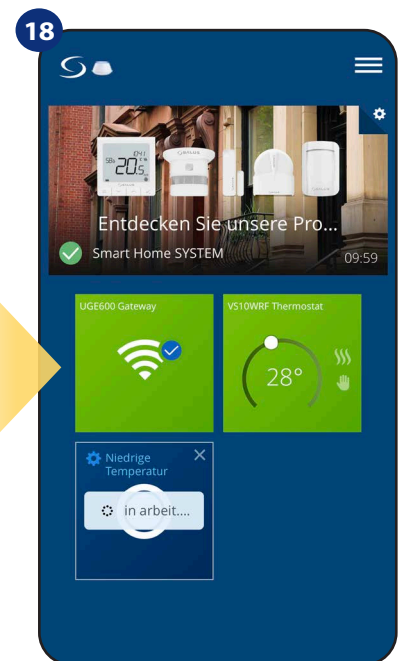 18
SALUS
Entdecken Sie unsere Pro...
Smart Home SYSTEM
09:59
UGE600 Gateway
VS10WRF Thermostat
28°
Niedrige
Temperatur
in arbeit....